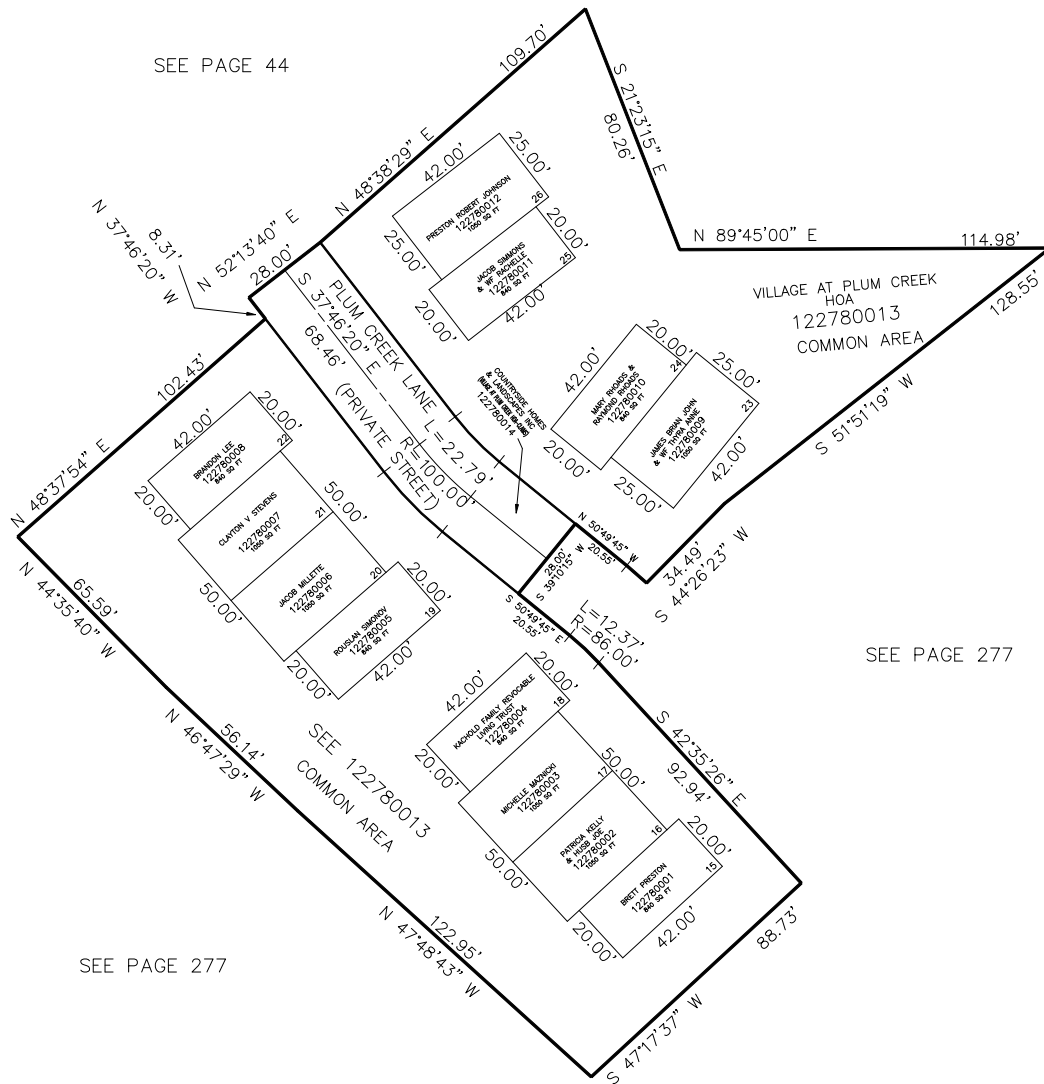 SEE PAGE 44
109.70'
N 48°38'29" E
S 21°23'15" E
80.26'
N 89°45'00" E
114.98'
VILLAGE AT PLUM CREEK
HOA
122780013
COMMON AREA
128.55'
S 51°51'19" W
34.49'
S 44°26'23" W
N 37°46'20" W
8.31'
N 52°13'40" E
28.00'
42.00'
25.00'
PRESTON ROBERT JOHNSON
122780012
1050 SQ FT
26
25.00'
20.00'
JACOB SIMMONS
& WF RACHELLE
122780011
840 SQ FT
25
20.00'
42.00'
20.00'
42.00'
MARY RHOADS &
RAYMOND RHOADS
122780010
840 SQ FT
24
20.00'
25.00'
JAMES BRIAN JOHN
& WF THYRA ANNE
122780009
1050 SQ FT
23
25.00'
42.00'
PLUM CREEK LANE
S 37°46'20" E
68.46'
(PRIVATE STREET)
L=22.79'
R=100.00'
COUNTRYSIDE HOMES
& LANDSCAPES INC
122780014
N 50°49'45" W
20.55'
28.00'
S 39°10'15" W
S 50°49'45" E
20.55'
L=12.37'
R=86.00'
SEE PAGE 277
102.43'
N 48°37'54" E
42.00'
20.00'
BRANDON LEE
122780008
840 SQ FT
22
20.00'
CLAYTON V STEVENS
122780007
1050 SQ FT
21
50.00'
JACOB MILLETTE
122780006
1050 SQ FT
20
50.00'
20.00'
ROUSLAN SIMONOV
122780005
840 SQ FT
19
20.00'
42.00'
65.59'
N 44°35'40" W
56.14'
N 46°47'29" W
SEE 122780013
COMMON AREA
42.00'
20.00'
KACHOLD FAMILY REVOCABLE
LIVING TRUST
122780004
840 SQ FT
18
20.00'
MICHELLE MAZNICKI
122780003
1050 SQ FT
17
50.00'
PATRICIA KELLY
& HUSB JOE
122780002
1050 SQ FT
16
50.00'
20.00'
BRETT PRESTON
122780001
840 SQ FT
15
20.00'
42.00'
S 42°35'26" E
92.94'
88.73'
S 47°17'37" W
122.95'
N 47°48'43" W
SEE PAGE 277